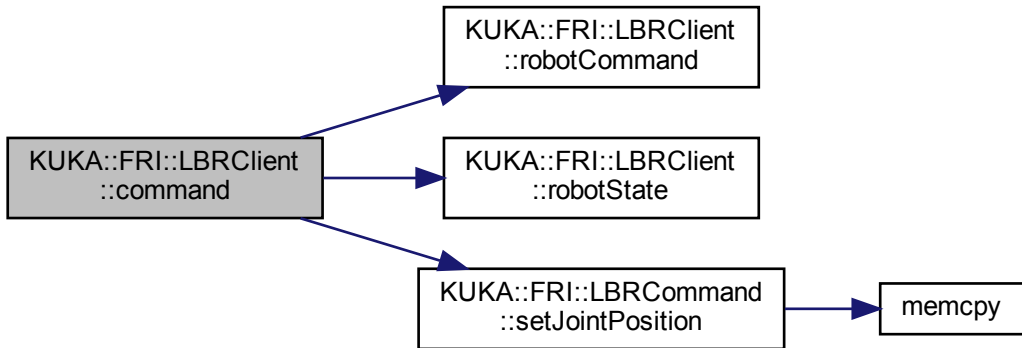 KUKA::FRI::LBRClient
::robotCommand
KUKA::FRI::LBRClient
::command
KUKA::FRI::LBRClient
::robotState
KUKA::FRI::LBRCommand
::setJointPosition
memcpy